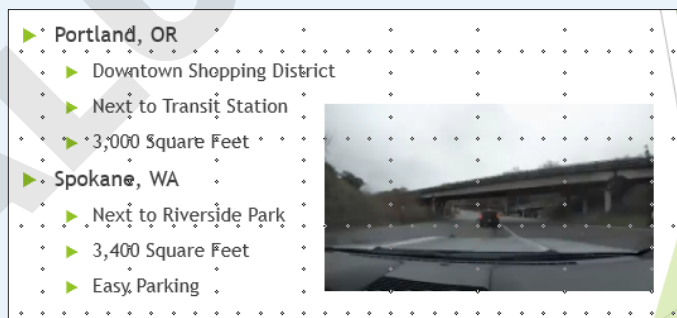 Portland, OR
Downtown Shopping District
Next to Transit Station
3,000 Square Feet
Spokane, WA
Next to Riverside Park
3,400 Square Feet
Easy Parking